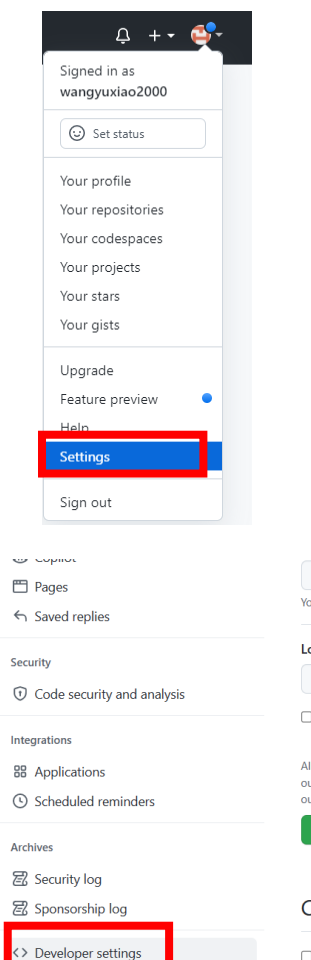 Signed in as
wangyuxiao2000
Set status
Your profile
Your repositories
Your codespaces
Your projects
Your stars
Your gists
Upgrade
Feature preview
Help
Settings
Sign out
Copilot
Pages
Saved replies
Security
Code security and analysis
Integrations
Applications
Scheduled reminders
Archives
Security log
Sponsorship log
<> Developer settings